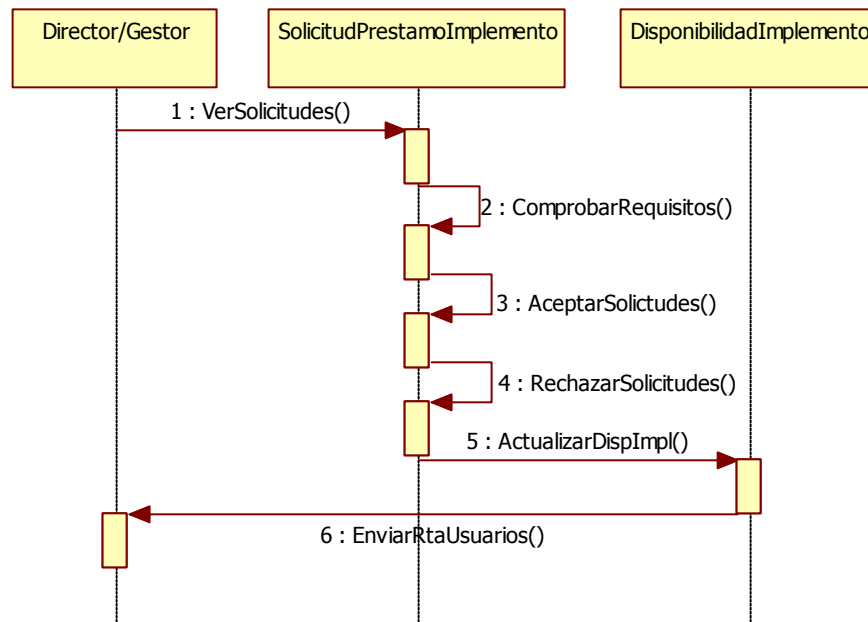 Director/Gestor
SolicitudPrestamoImplemento
DisponibilidadImplemento
1 : VerSolicitudes()
2 : ComprobarRequisitos()
3 : AceptarSolictudes()
4 : RechazarSolicitudes()
5 : ActualizarDispImpl()
6 : EnviarRtaUsuarios()